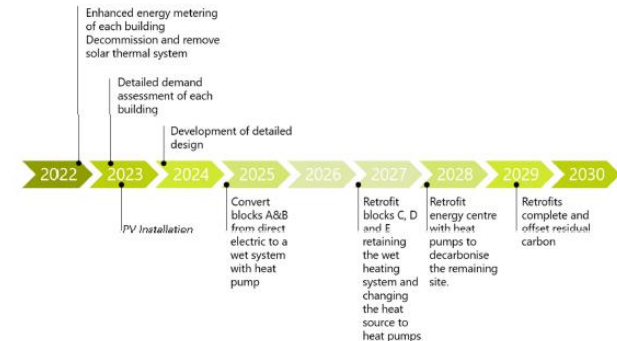 Enhanced energy metering
of each building
Decommission and remove
solar thermal system
Detailed demand
assessment of each
building
Development of detailed
design
2022
2023
2024
2025
2026
2027
2028
2029
2030
PV Installation
Convert
blocks A&B
from direct
electric to a
wet system
with heat
pump
Retrofit
blocks C, D
and E
retaining
the wet
heating
system and
changing
the heat
source to
heat pumps
Retrofit
energy centre
with heat
pumps to
decarbonise
the remaining
site.
Retrofits
complete and
offset residual
carbon